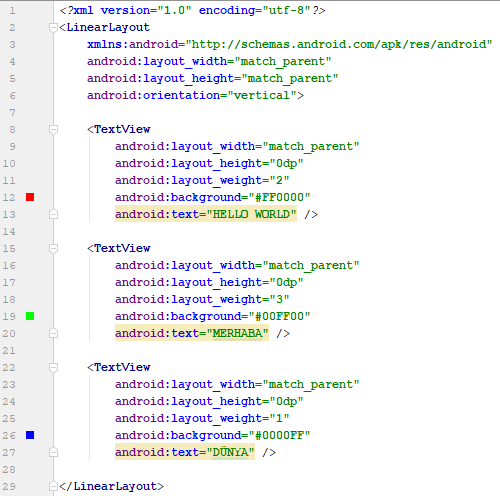 1 <?xml version="1.0" encoding="utf-8"?>
2 <LinearLayout
3     xmlns:android="http://schemas.android.com/apk/res/android"
4     android:layout_width="match_parent"
5     android:layout_height="match_parent"
6     android:orientation="vertical">
7
8     <TextView
9         android:layout_width="match_parent"
10         android:layout_height="0dp"
11         android:layout_weight="2"
12         android:background="#FF0000"
13         android:text="HELLO WORLD" />
14
15     <TextView
16         android:layout_width="match_parent"
17         android:layout_height="0dp"
18         android:layout_weight="3"
19         android:background="#00FF00"
20         android:text="MERHABA" />
21
22     <TextView
23         android:layout_width="match_parent"
24         android:layout_height="0dp"
25         android:layout_weight="1"
26         android:background="#0000FF"
27         android:text="DÜNYA" />
28
29 </LinearLayout>